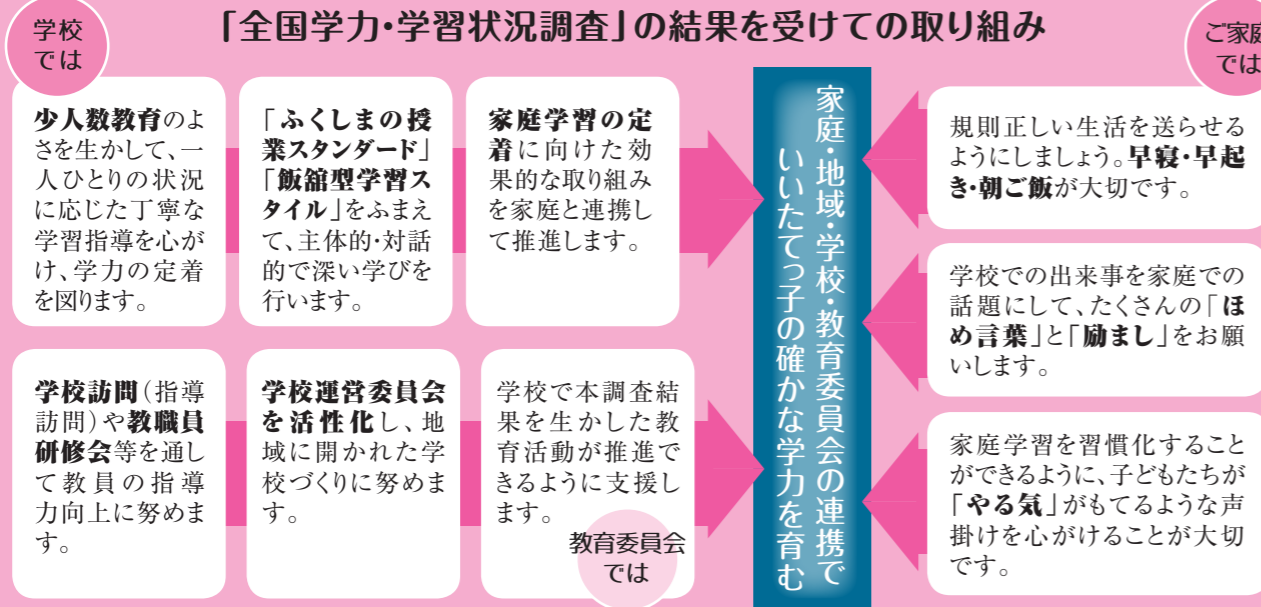 「全国学力・学習状況調査」の結果を受けての取り組み
学校
では
少人数教育のよ
さを生かして、一
人ひとりの状況
に応じた丁寧な
学習指導を心が
け、学力の定着
を図ります。
「ふくしまの授
業スタンダード」
「飯舘型学習ス
タイル」をふまえ
て、主体的・対話
的で深い学びを
行います。
家庭学習の定
着に向けた効
果的な取り組み
を家庭と連携し
て推進します。
学校訪問(指導
訪問)や教職員
研修会等を通し
て教員の指導
力向上に努めま
す。
学校運営委員会
を活性化し、地
域に開かれた学
校づくりに努めま
す。
学校で本調査結
果を生かした教
育活動が推進で
きるように支援し
ます。
教育委員会
では
家庭・地域・学校・教育委員会の連携で
いいたてっ子の確かな学力を育む
ご家庭
では
規則正しい生活を送らせる
ようにしましょう。早寝・早起
き・朝ご飯が大切です。
学校での出来事を家庭での
話題にして、たくさんの「ほ
め言葉」と「励まし」をお願
いします。
家庭学習を習慣化すること
ができるように、子どもたちが
「やる気」がもてるような声
掛けを心がけることが大切
です。